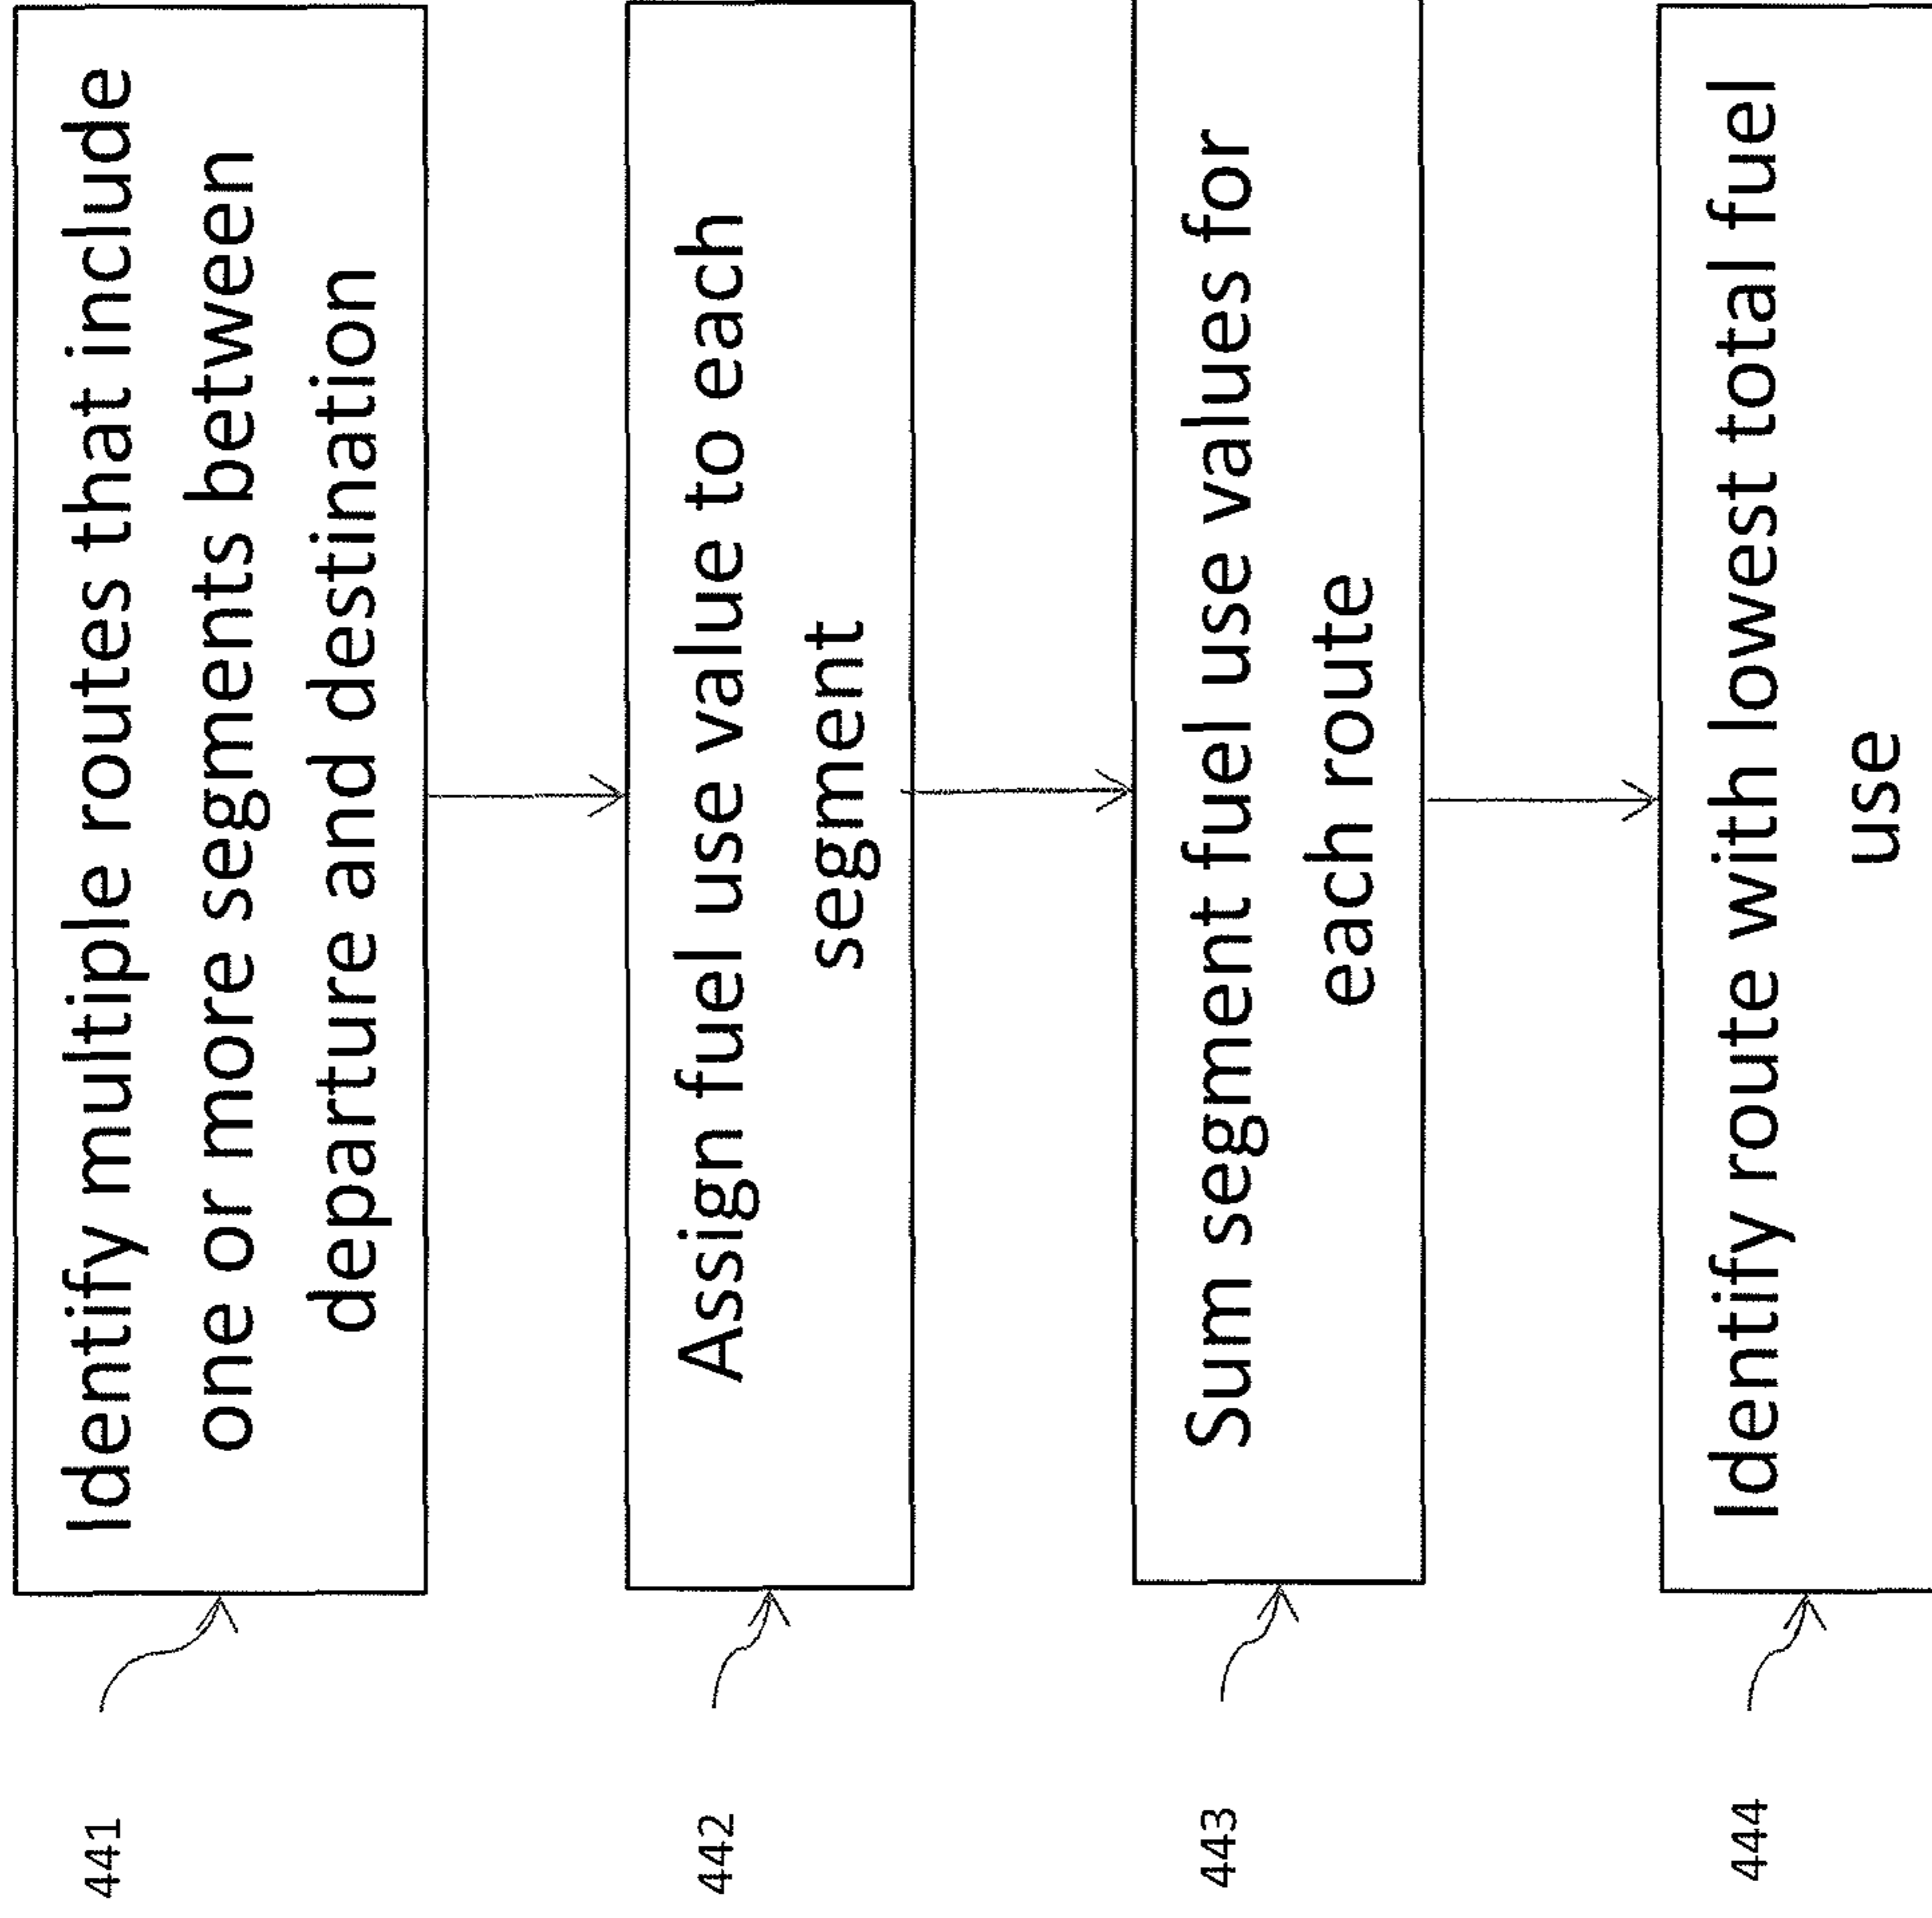 441
Identify multiple routes that include
one or more segments between
departure and destination
442
Assign fuel use value to each
segment
443
Sum segment fuel use values for
each route
444
Identify route with lowest total fuel
use